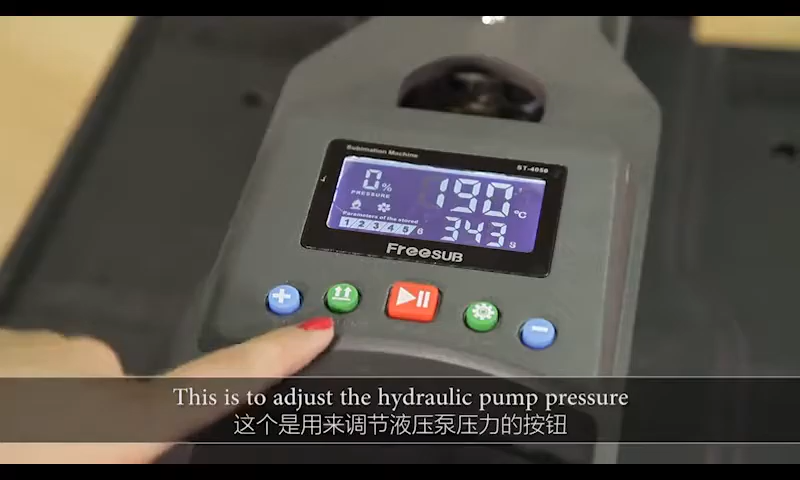 Sublimation Machine
ST-4050
0%
PRESSURE
190 °C
Parameters of the stored
1 2 3 4 5 6
343 S
FREESUB
This is to adjust the hydraulic pump pressure
这个是用来调节液压泵压力的按钮